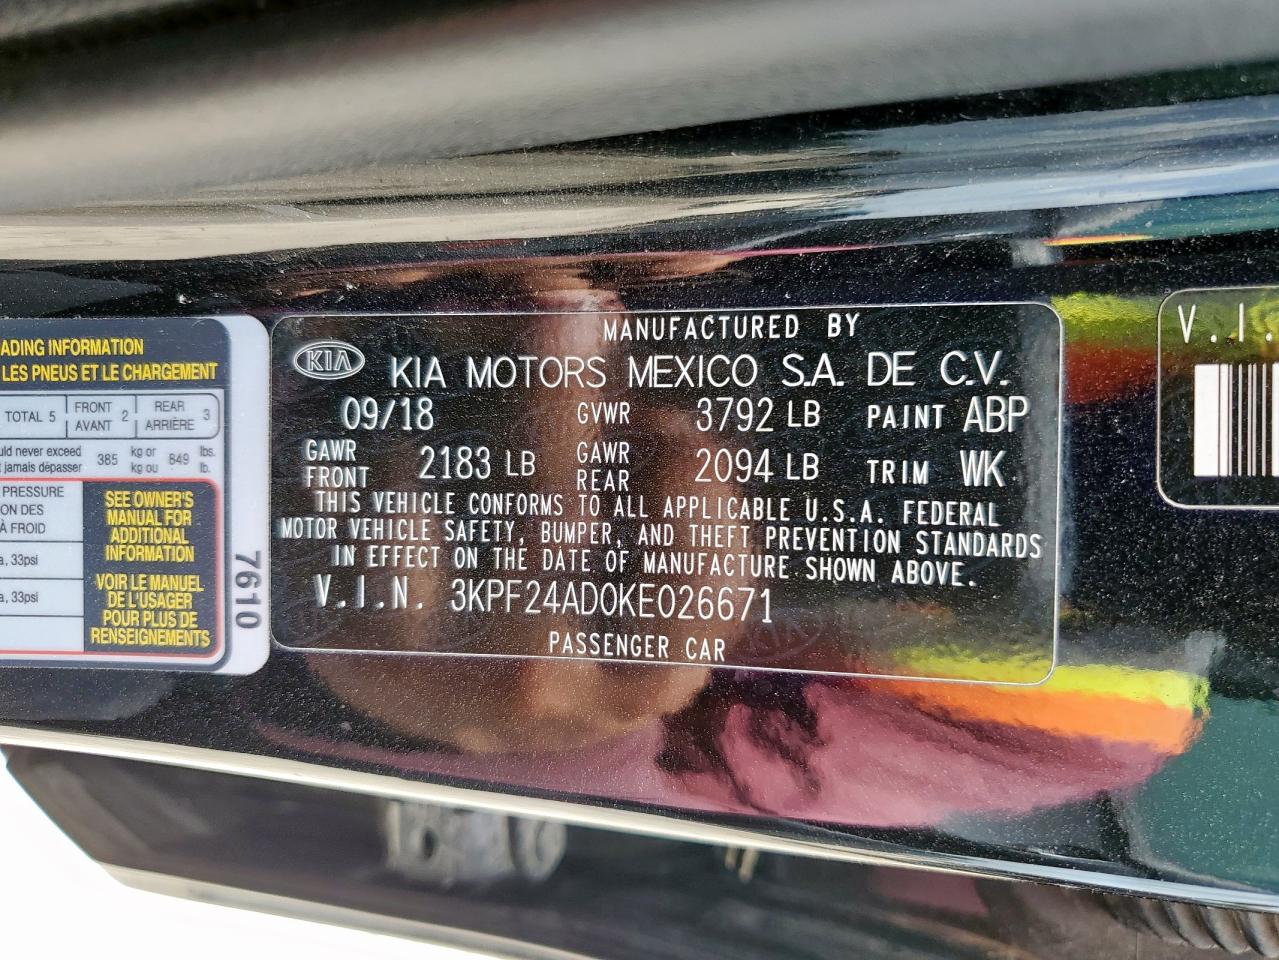 ADING INFORMATION
LES PNEUS ET LE CHARGEMENT
TOTAL 5
FRONT 2
AVANT
REAR 3
ARRIÈRE
uld never exceed
t jamais dépasser
385
kg or
kg ou
849
lbs.
lb.
PRESSURE
ION DES
À FROID
a, 33psi
a, 33psi
SEE OWNER'S
MANUAL FOR
ADDITIONAL
INFORMATION
VOIR LE MANUEL
DE L'USAGER
POUR PLUS DE
RENSEIGNEMENTS
7610
MANUFACTURED BY
KIA KIA MOTORS MEXICO S.A. DE C.V.
09/18 GVWR 3792 LB PAINT ABP
GAWR FRONT 2183 LB GAWR REAR 2094 LB TRIM WK
THIS VEHICLE CONFORMS TO ALL APPLICABLE U.S.A. FEDERAL
MOTOR VEHICLE SAFETY, BUMPER, AND THEFT PREVENTION STANDARDS
IN EFFECT ON THE DATE OF MANUFACTURE SHOWN ABOVE.
V.I.N. 3KPF24AD0KE026671
PASSENGER CAR
V.I.